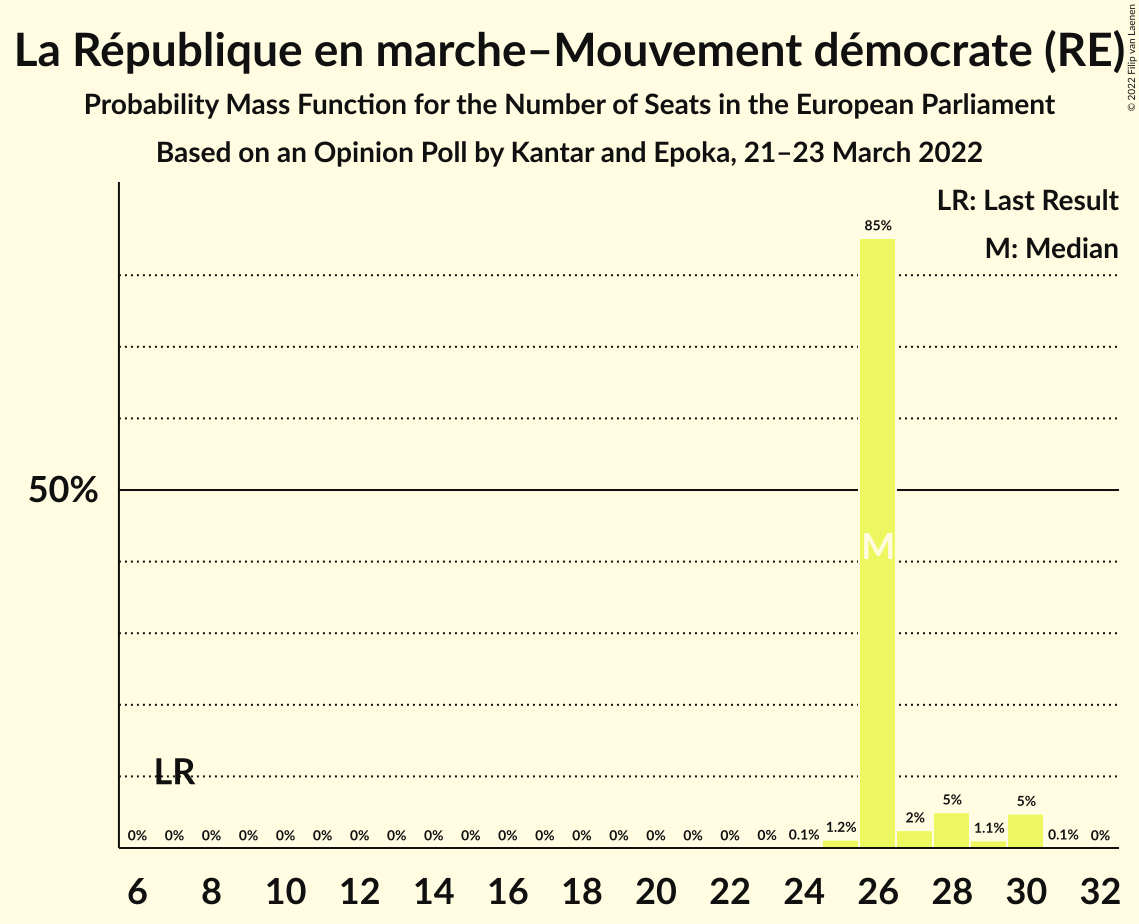 La République en marche–Mouvement démocrate (RE)
© 2022 Filip van Laenen
Probability Mass Function for the Number of Seats in the European Parliament
Based on an Opinion Poll by Kantar and Epoka, 21–23 March 2022
LR: Last Result
M: Median
85%
50%
M
LR
0% 0% 0% 0% 0% 0% 0% 0% 0% 0% 0% 0% 0% 0% 0% 0% 0% 0% 0.1% 1.2% 2% 5% 1.1% 5% 0.1% 0%
6 8 10 12 14 16 18 20 22 24 26 28 30 32